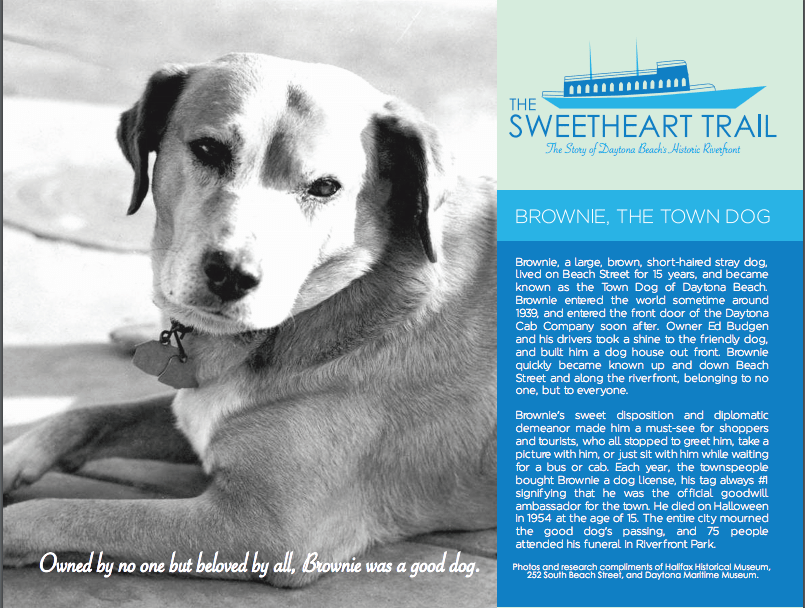 THE
SWEETHEART TRAIL
The Story of Daytona Beach's Historic Riverfront
BROWNIE, THE TOWN DOG
Brownie, a large, brown, short-haired stray dog,
lived on Beach Street for 15 years, and became
known as the Town Dog of Daytona Beach.
Brownie entered the world sometime around
1939, and entered the front door of the Daytona
Cab Company soon after. Owner Ed Budgen
and his drivers took a shine to the friendly dog,
and built him a dog house out front. Brownie
quickly became known up and down Beach
Street and along the riverfront, belonging to no
one, but to everyone.
Brownie's sweet disposition and diplomatic
demeanor made him a must-see for shoppers
and tourists, who all stopped to greet him, take a
picture with him, or just sit with him while waiting
for a bus or cab. Each year, the townspeople
bought Brownie a dog license, his tag always #1
signifying that he was the official goodwill
ambassador for the town. He died on Halloween
in 1954 at the age of 15. The entire city mourned
the good dog's passing, and 75 people
attended his funeral in Riverfront Park.
Photos and research compliments of Halifax Historical Museum,
252 South Beach Street, and Daytona Maritime Museum.
Owned by no one but beloved by all, Brownie was a good dog.